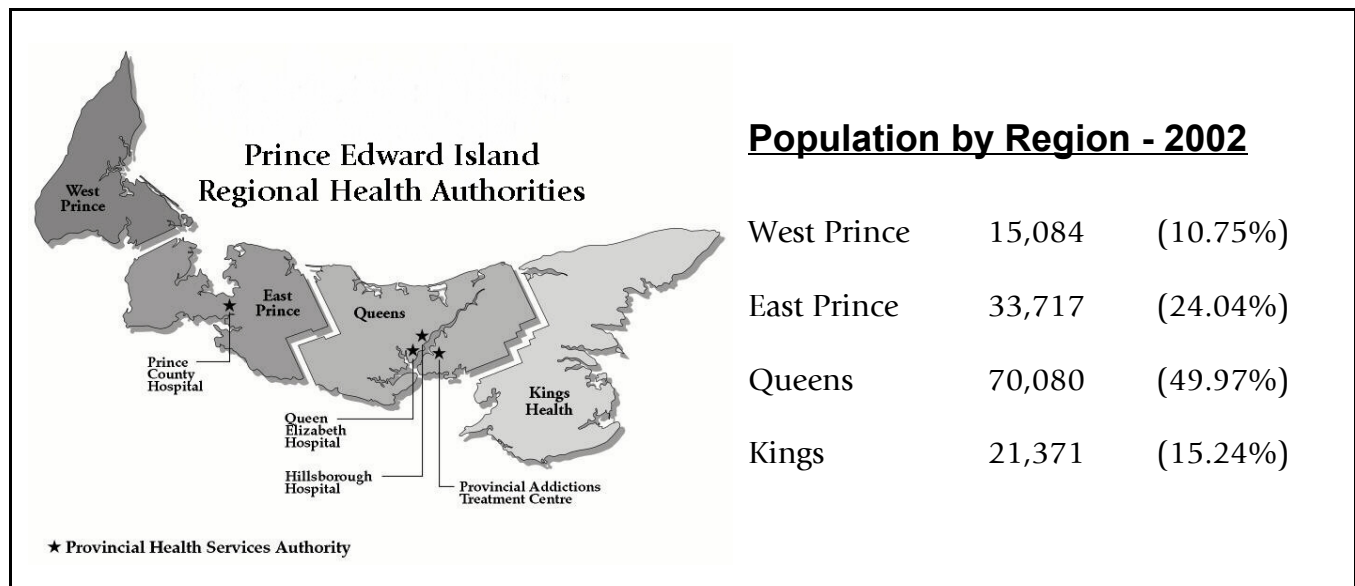 Prince Edward Island
Regional Health Authorities
West
Prince
East
Prince
Queens
Kings
Health
Prince
County
Hospital
Queen
Elizabeth
Hospital
Hillsborough
Hospital
Provincial Addictions
Treatment Centre
★ Provincial Health Services Authority
Population by Region - 2002
West Prince 15,084 (10.75%)
East Prince 33,717 (24.04%)
Queens 70,080 (49.97%)
Kings 21,371 (15.24%)